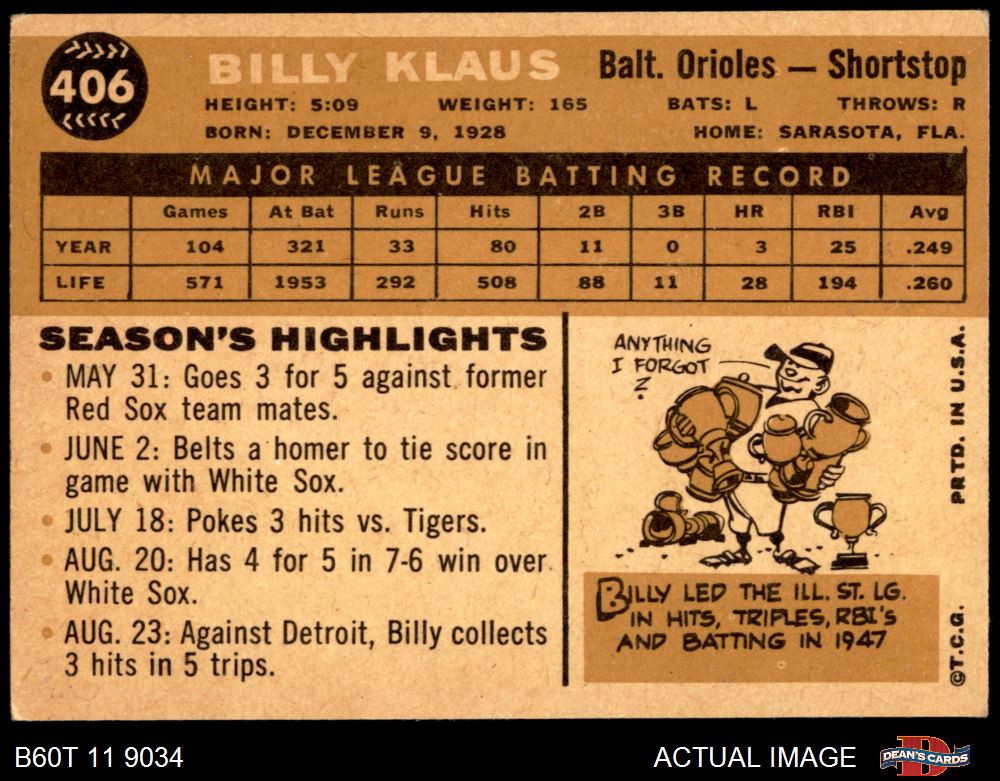 406
BILLY KLAUS Balt. Orioles — Shortstop
HEIGHT: 5:09 WEIGHT: 165 BATS: L THROWS: R
BORN: DECEMBER 9, 1928 HOME: SARASOTA, FLA.
MAJOR LEAGUE BATTING RECORD
Games At Bat Runs Hits 2B 3B HR RBI Avg
YEAR 104 321 33 80 11 0 3 25 .249
LIFE 571 1953 292 508 88 11 28 194 .260
SEASON'S HIGHLIGHTS
• MAY 31: Goes 3 for 5 against former
Red Sox team mates.
• JUNE 2: Belts a homer to tie score in
game with White Sox.
• JULY 18: Pokes 3 hits vs. Tigers.
• AUG. 20: Has 4 for 5 in 7-6 win over
White Sox.
• AUG. 23: Against Detroit, Billy collects
3 hits in 5 trips.
ANYTHING
I FORGOT
?
BILLY LED THE ILL. ST. LG.
IN HITS, TRIPLES, RBI'S
AND BATTING IN 1947
©T.C.G. PRTD. IN U.S.A.
B60T 11 9034 ACTUAL IMAGE
D
DEAN'S CARDS